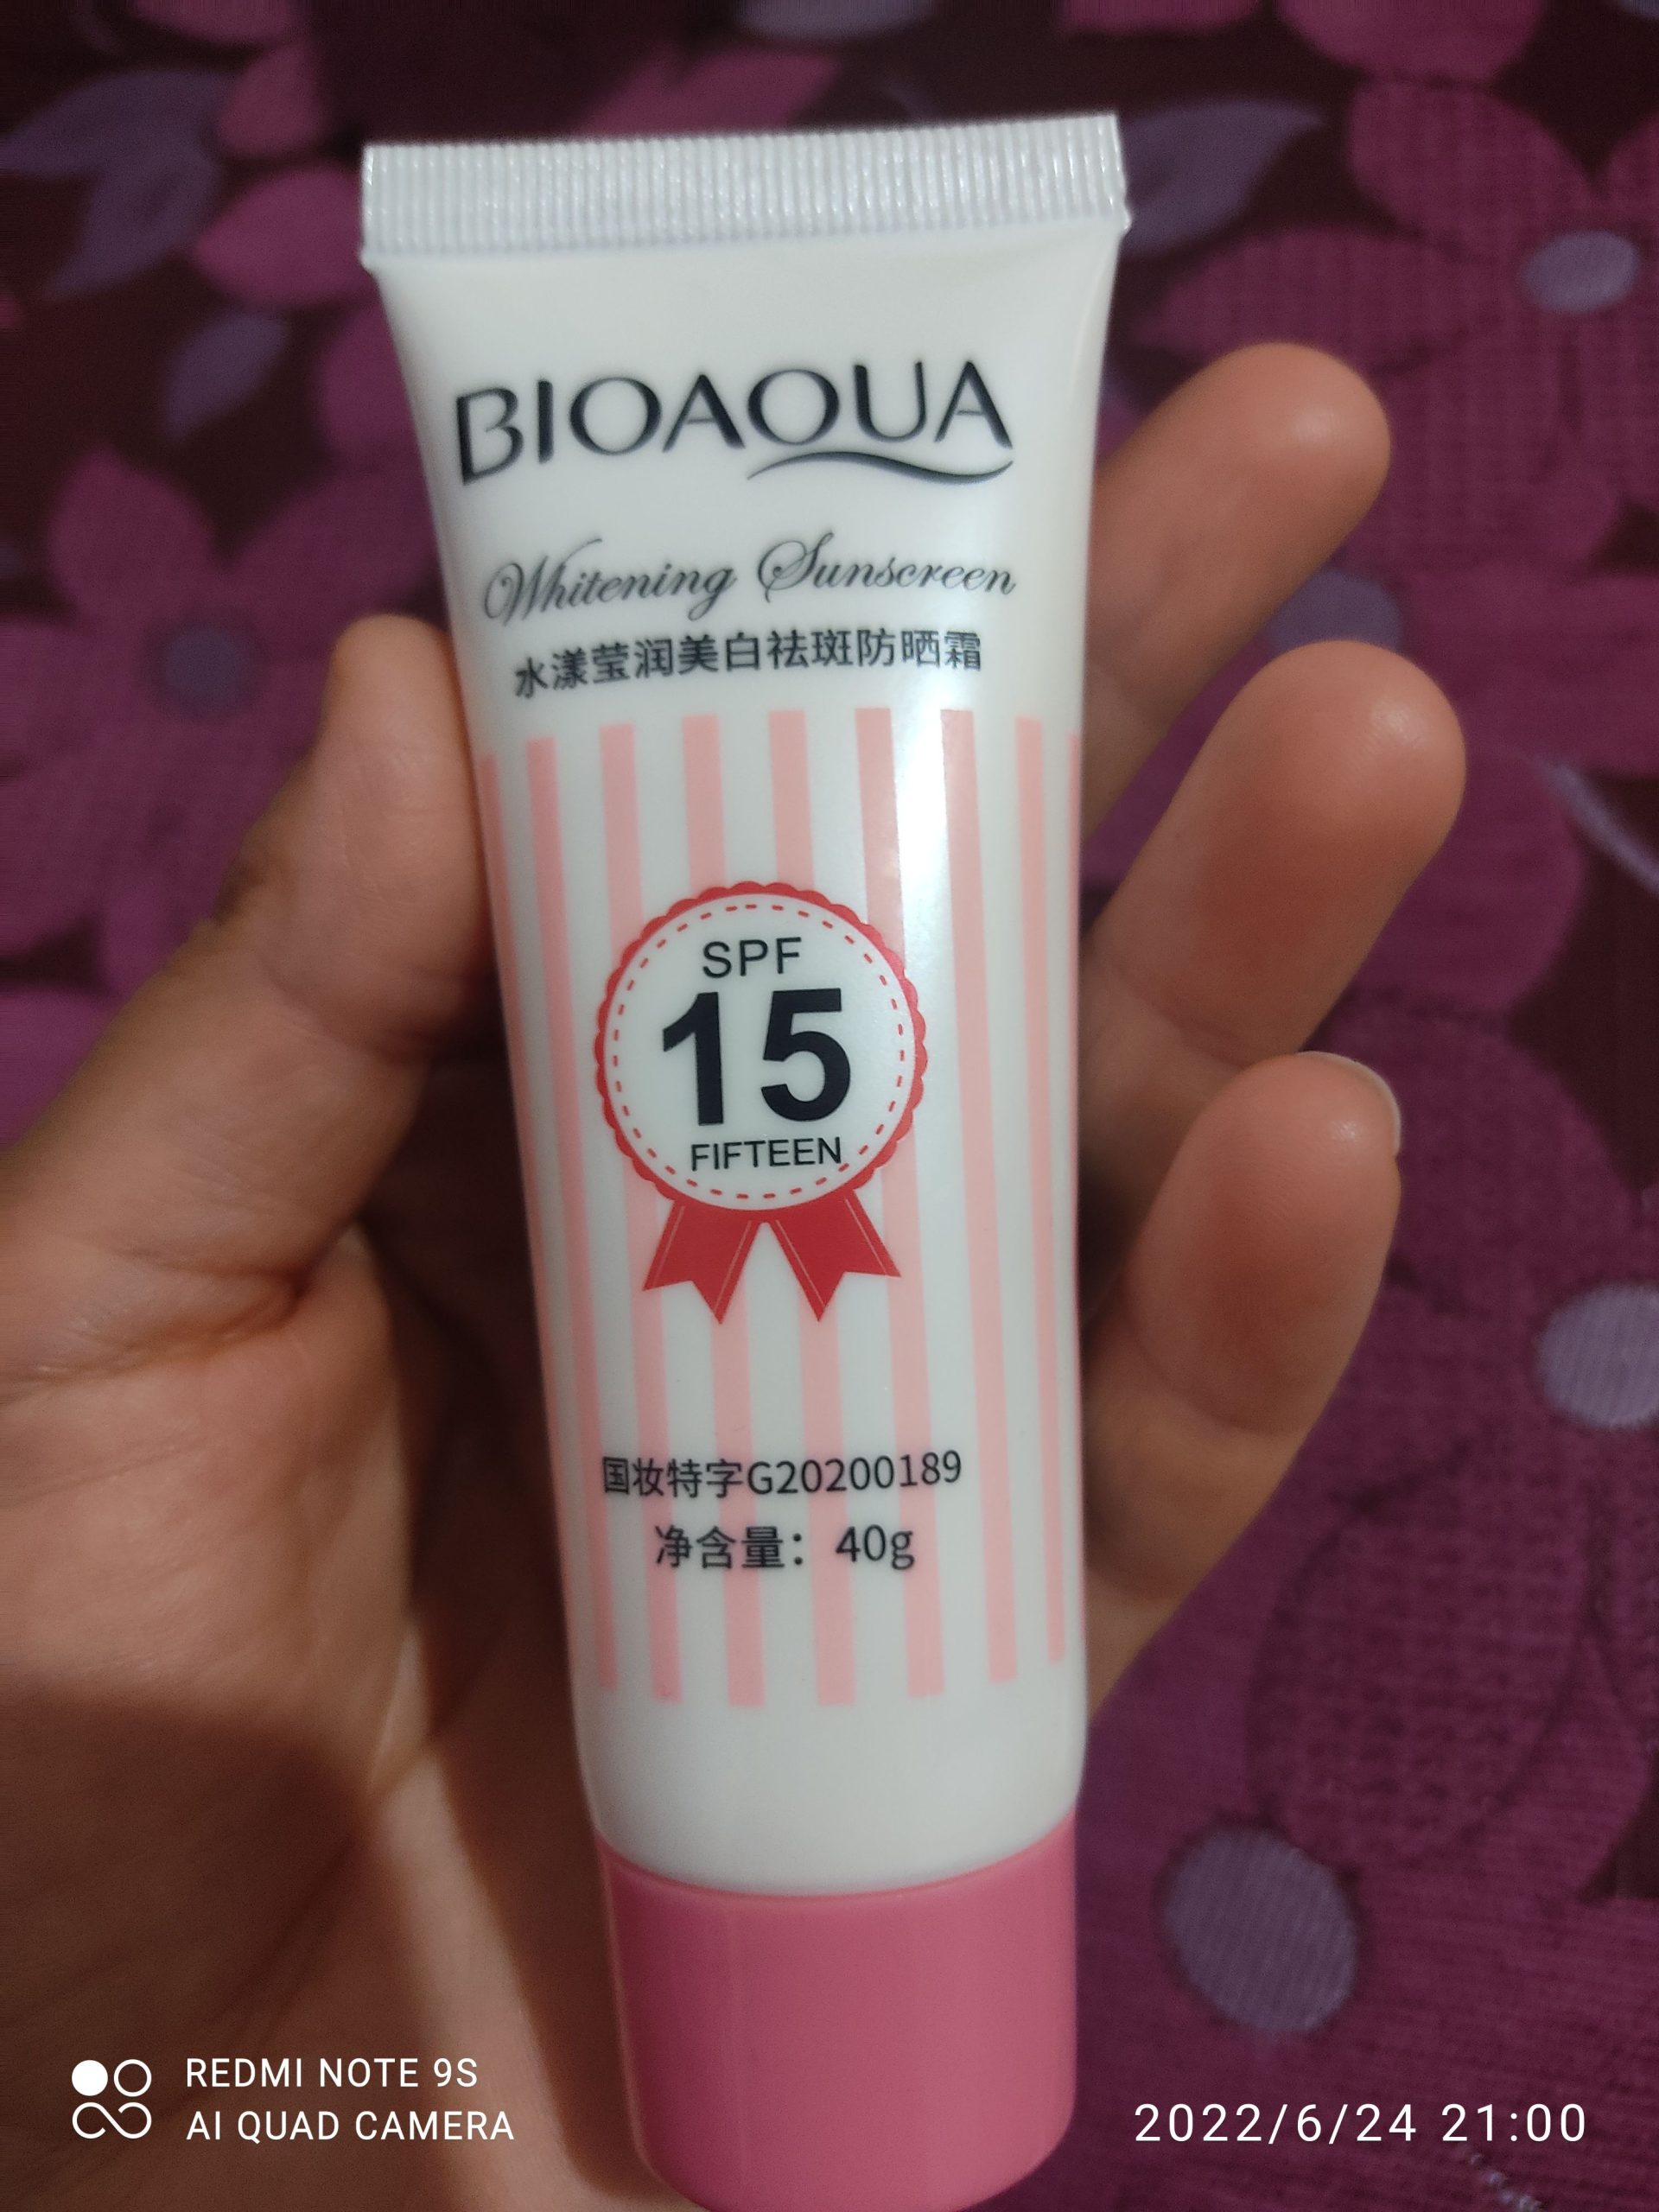 BIOAQUA
Whitening Sunscreen
水漾莹润美白祛斑防晒霜
SPF
15
FIFTEEN
国妆特字G20200189
净含量：40g
REDMI NOTE 9S
AI QUAD CAMERA
2022/6/24 21:00